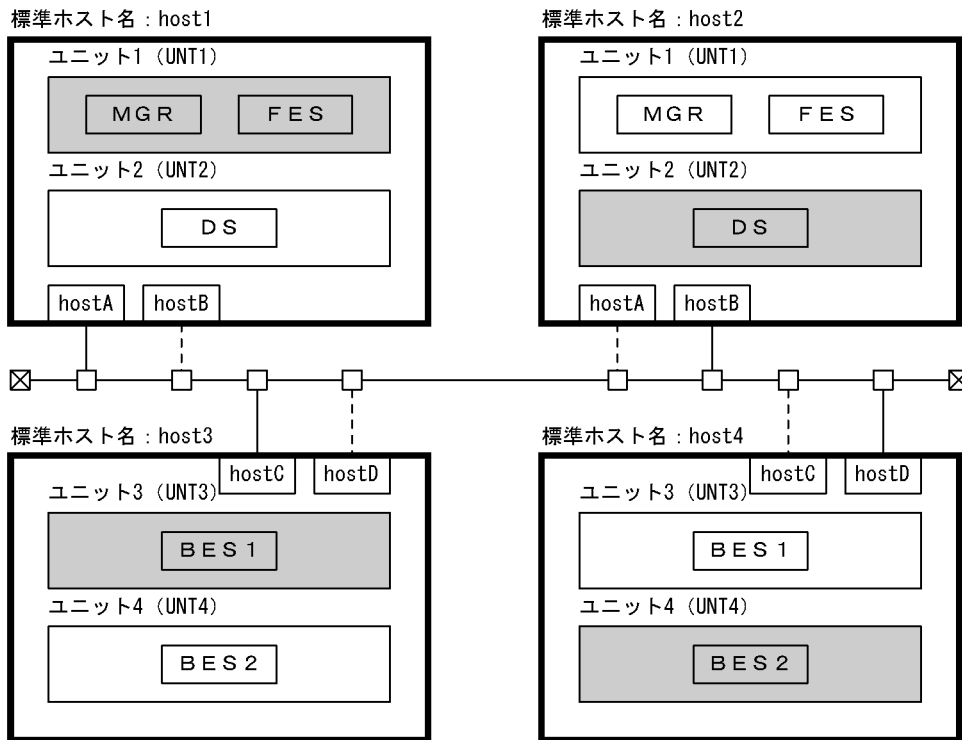 標準ホスト名：host1
ユニット1（UNT1）
ＭＧＲ
ＦＥＳ
ユニット2（UNT2）
ＤＳ
hostA
hostB
標準ホスト名：host2
ユニット1（UNT1）
ＭＧＲ
ＦＥＳ
ユニット2（UNT2）
ＤＳ
hostA
hostB
標準ホスト名：host3
hostC
hostD
ユニット3（UNT3）
ＢＥＳ１
ユニット4（UNT4）
ＢＥＳ２
標準ホスト名：host4
hostC
hostD
ユニット3（UNT3）
ＢＥＳ１
ユニット4（UNT4）
ＢＥＳ２